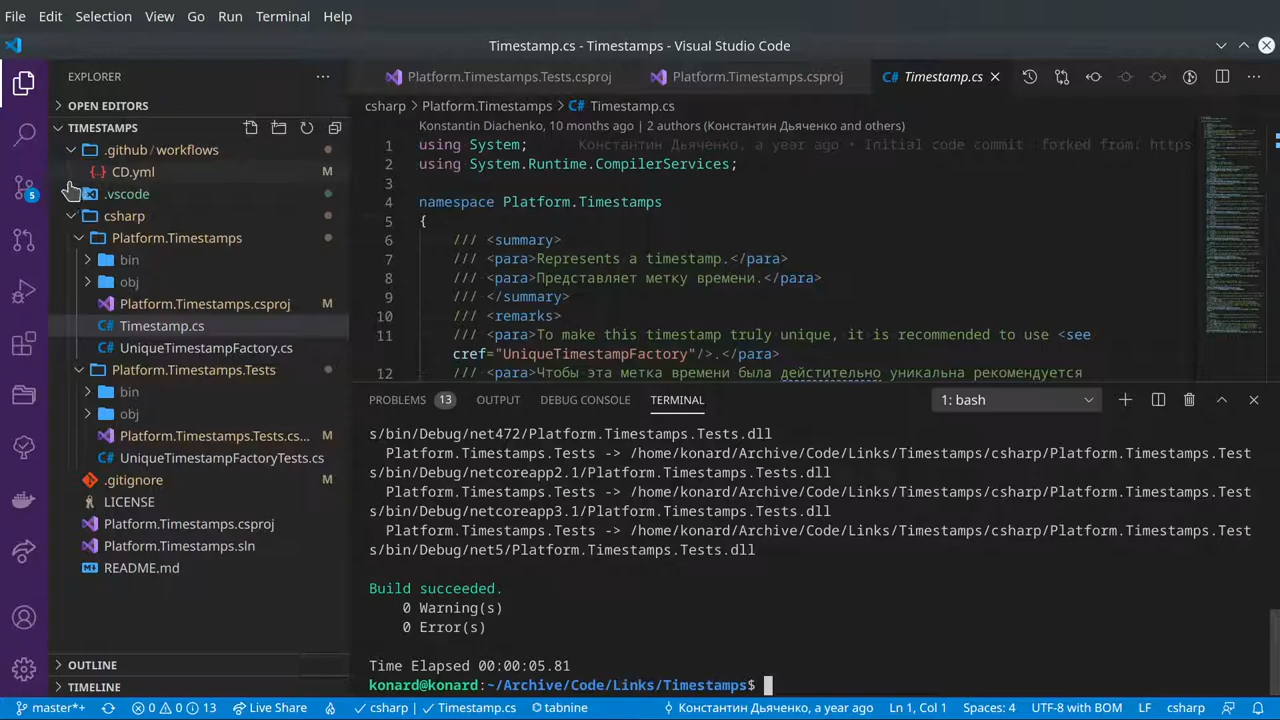 File Edit Selection View Go Run Terminal Help
Timestamp.cs - Timestamps - Visual Studio Code
EXPLORER
OPEN EDITORS
TIMESTAMPS
.github / workflows
CD.yml M
.vscode
csharp
Platform.Timestamps
bin
obj
Platform.Timestamps.csproj M
Timestamp.cs
UniqueTimestampFactory.cs
Platform.Timestamps.Tests
bin
obj
Platform.Timestamps.Tests.cs... M
UniqueTimestampFactoryTests.cs
.gitignore M
LICENSE
Platform.Timestamps.csproj
Platform.Timestamps.sln
README.md
OUTLINE
TIMELINE
5
Platform.Timestamps.Tests.csproj Platform.Timestamps.csproj C# Timestamp.cs
csharp > Platform.Timestamps > C# Timestamp.cs
Konstantin Diachenko, 10 months ago | 2 authors (Константин Дьяченко and others)
1 using System; Константин Дьяченко, a year ago • Initial code commit - forked from: https
2 using System.Runtime.CompilerServices;
3
4 namespace Platform.Timestamps
5 {
6 /// <summary>
7 /// <para>Represents a timestamp.</para>
8 /// <para>Представляет метку времени.</para>
9 /// </summary>
10 /// <remarks>
11 /// <para>To make this timestamp truly unique, it is recommended to use <see
cref="UniqueTimestampFactory"/>.</para>
12 /// <para>Чтобы эта метка времени была дейстительно уникальна рекомендуется
PROBLEMS 13 OUTPUT DEBUG CONSOLE TERMINAL 1: bash
s/bin/Debug/net472/Platform.Timestamps.Tests.dll
Platform.Timestamps.Tests -> /home/konard/Archive/Code/Links/Timestamps/csharp/Platform.Timestamps.Test
s/bin/Debug/netcoreapp2.1/Platform.Timestamps.Tests.dll
Platform.Timestamps.Tests -> /home/konard/Archive/Code/Links/Timestamps/csharp/Platform.Timestamps.Test
s/bin/Debug/netcoreapp3.1/Platform.Timestamps.Tests.dll
Platform.Timestamps.Tests -> /home/konard/Archive/Code/Links/Timestamps/csharp/Platform.Timestamps.Test
s/bin/Debug/net5/Platform.Timestamps.Tests.dll
Build succeeded.
0 Warning(s)
0 Error(s)
Time Elapsed 00:00:05.81
konard@konard:~/Archive/Code/Links/Timestamps$
master*+ 0 0 13 Live Share csharp | Timestamp.cs tabnine Константин Дьяченко, a year ago Ln 1, Col 1 Spaces: 4 UTF-8 with BOM LF csharp